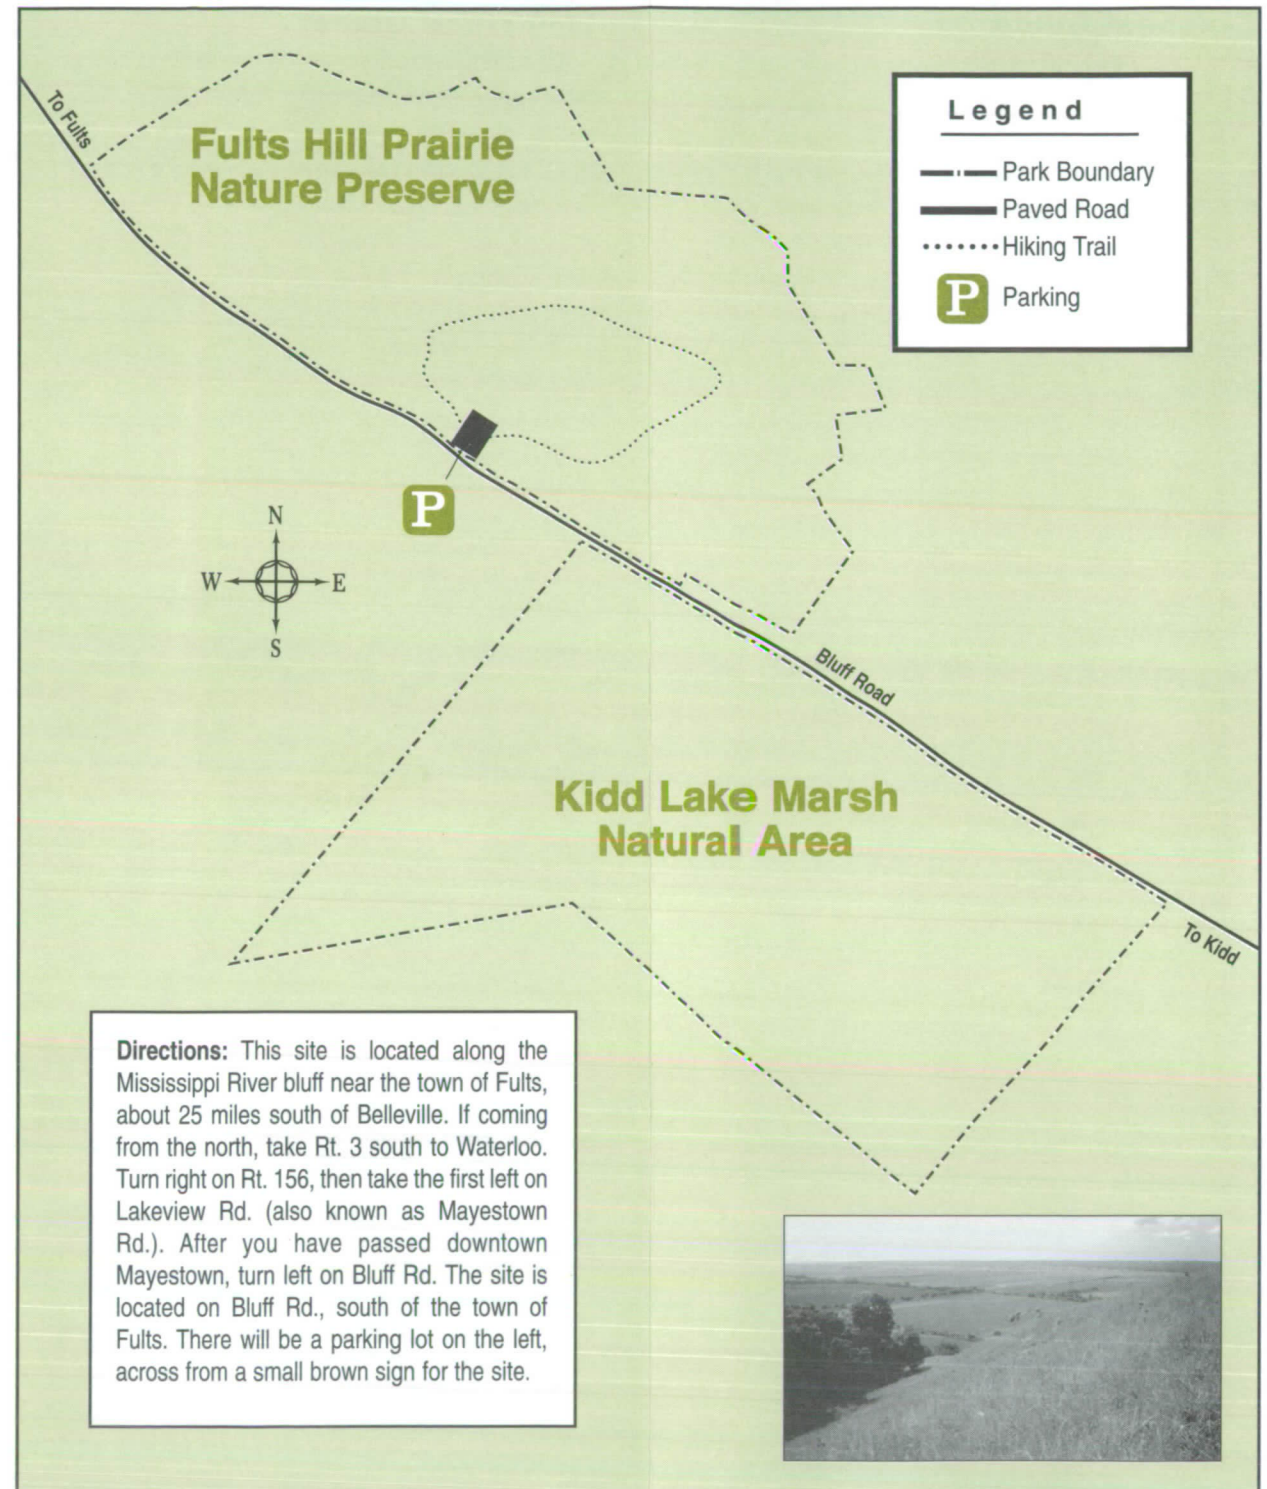 To Fults
Fults Hill Prairie
Nature Preserve
Legend
Park Boundary
Paved Road
Hiking Trail
P Parking
P
N
W E
S
Bluff Road
Kidd Lake Marsh
Natural Area
To Kidd
Directions: This site is located along the
Mississippi River bluff near the town of Fults,
about 25 miles south of Belleville. If coming
from the north, take Rt. 3 south to Waterloo.
Turn right on Rt. 156, then take the first left on
Lakeview Rd. (also known as Mayestown
Rd.). After you have passed downtown
Mayestown, turn left on Bluff Rd. The site is
located on Bluff Rd., south of the town of
Fults. There will be a parking lot on the left,
across from a small brown sign for the site.